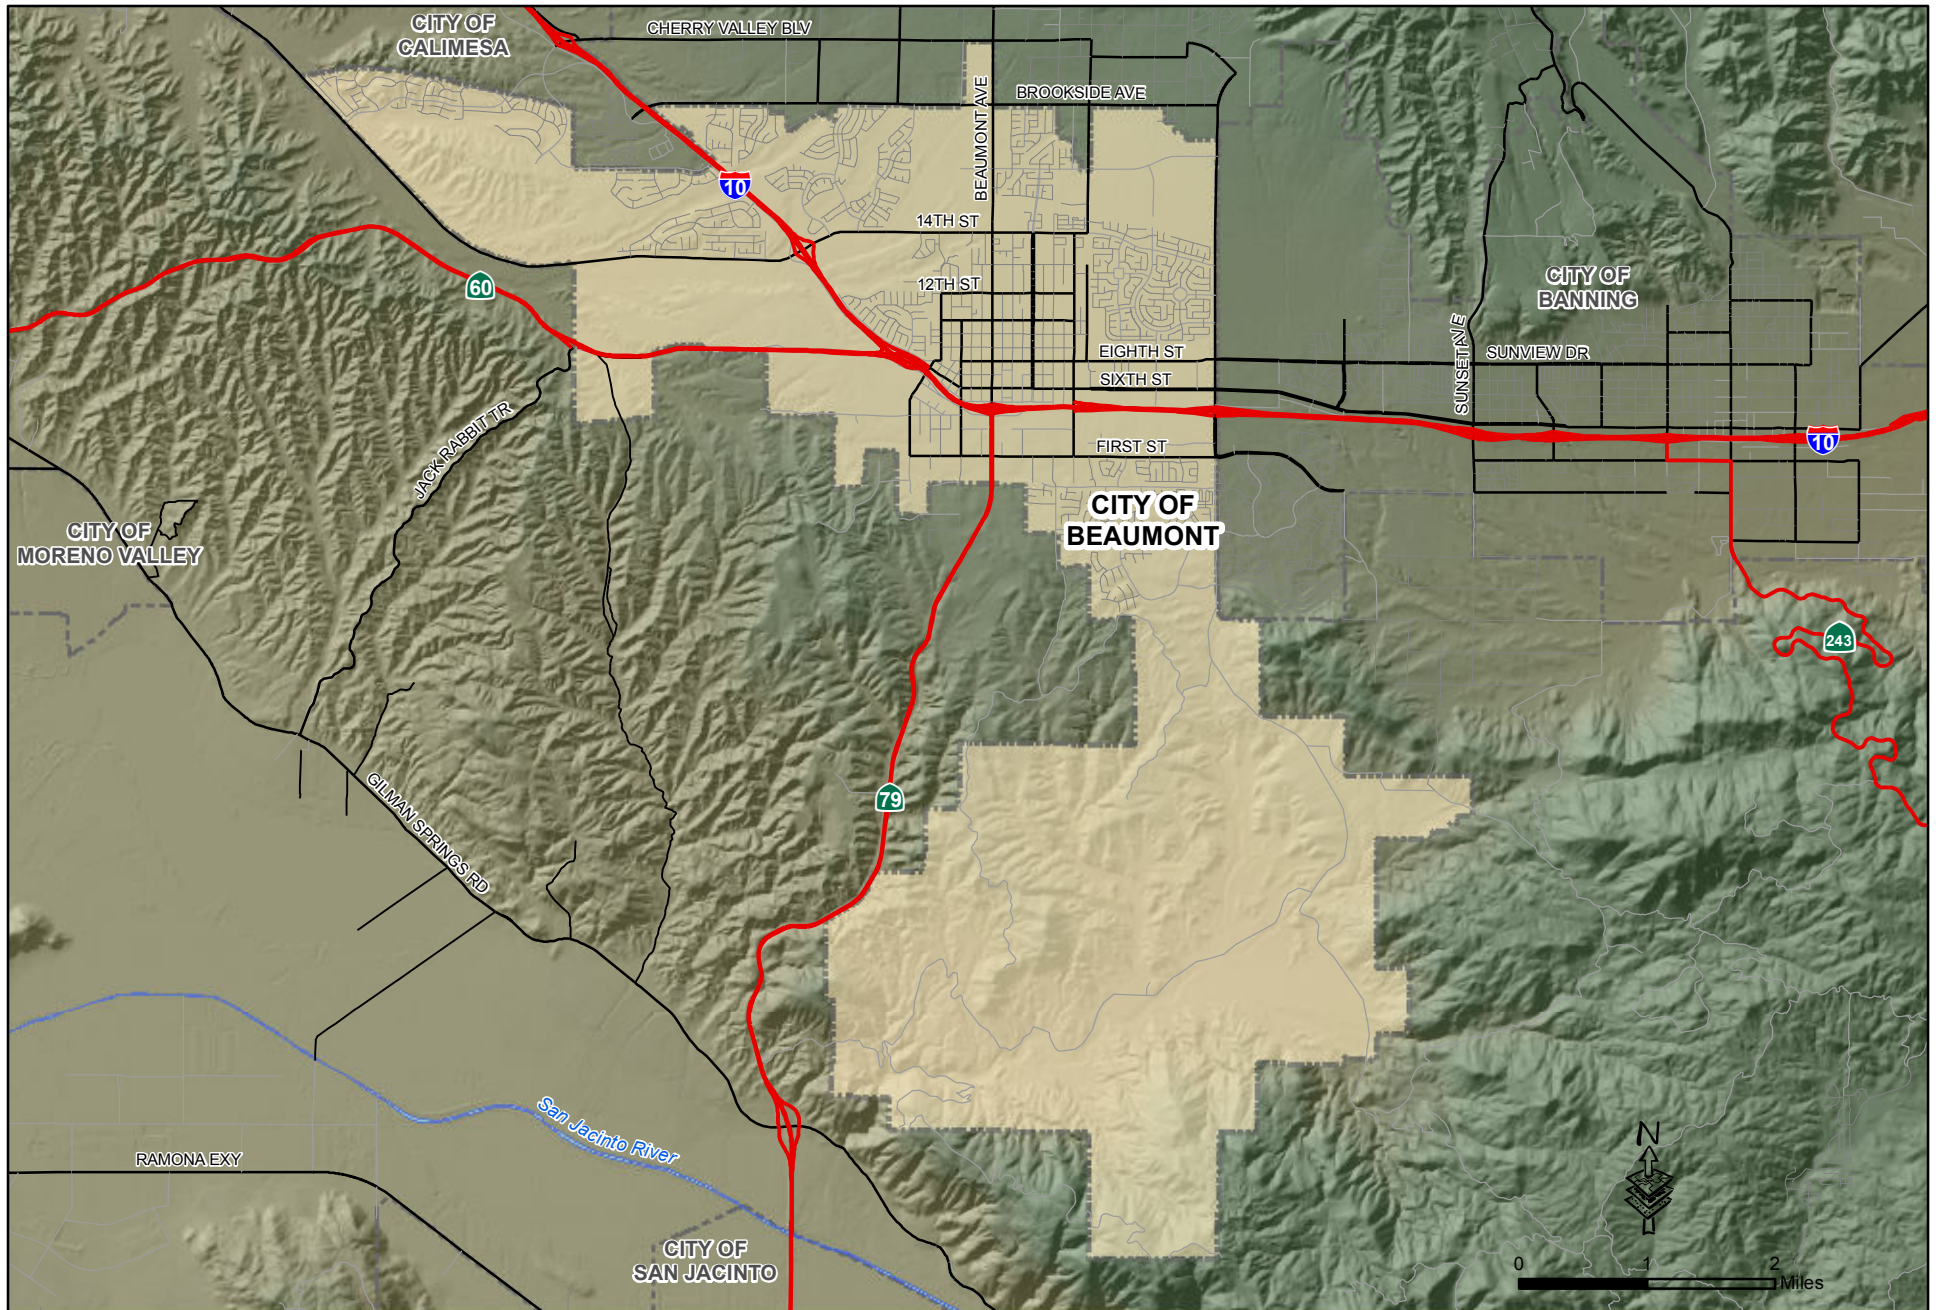 CITY OF
CALIMESA
CHERRY VALLEY BLV
BEAUMONT AVE
BROOKSIDE AVE
10
14TH ST
60
12TH ST
CITY OF
BANNING
EIGHTH ST
SUNVIEW DR
SUNSET AVE
SIXTH ST
JACK RABBIT TR
FIRST ST
10
CITY OF
BEAUMONT
CITY OF
MORENO VALLEY
243
79
GILMAN SPRINGS RD
San Jacinto River
RAMONA EXY
N
CITY OF
SAN JACINTO
0 1 2
Miles